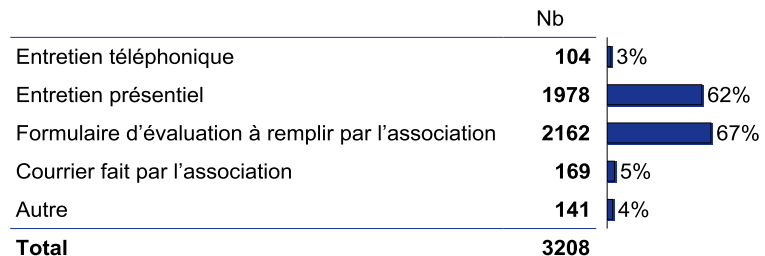 Nb
Entretien téléphonique 104 3%
Entretien présentiel 1978 62%
Formulaire d’évaluation à remplir par l’association 2162 67%
Courrier fait par l’association 169 5%
Autre 141 4%
Total 3208